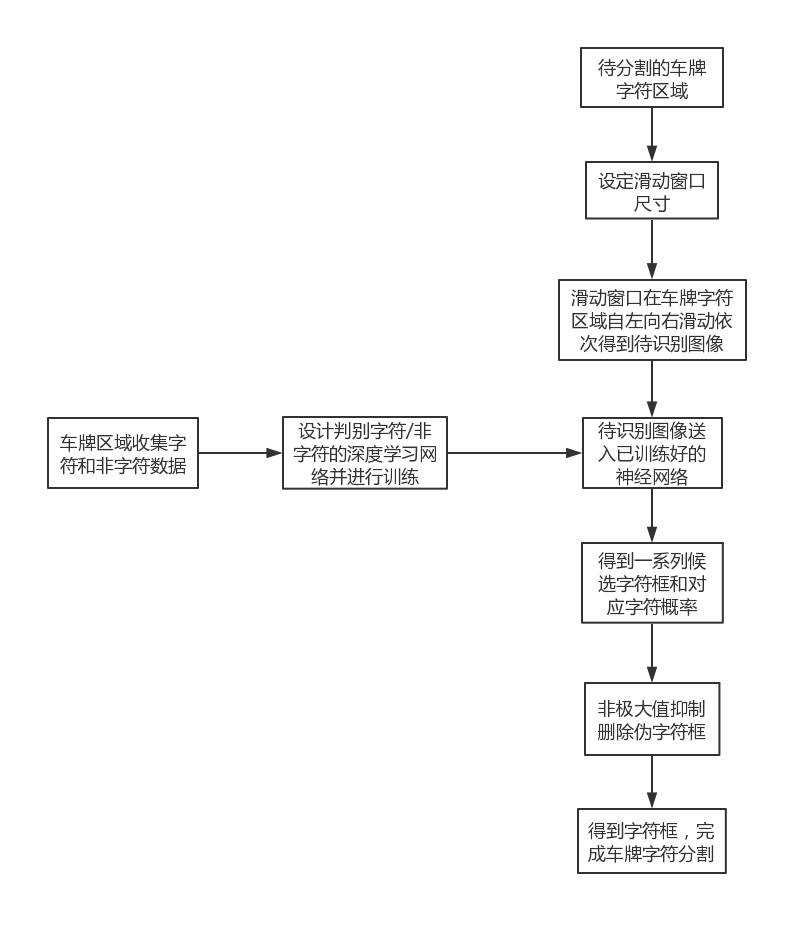 待分割的车牌
字符区域
设定滑动窗口
尺寸
滑动窗口在车牌字符
区域自左向右滑动依
次得到待识别图像
车牌区域收集字
符和非字符数据
设计判别字符/非
字符的深度学习网
络并进行训练
待识别图像送
入已训练好的
神经网络
得到一系列候
选字符框和对
应字符概率
非极大值抑制
删除伪字符框
得到字符框，完
成车牌字符分割